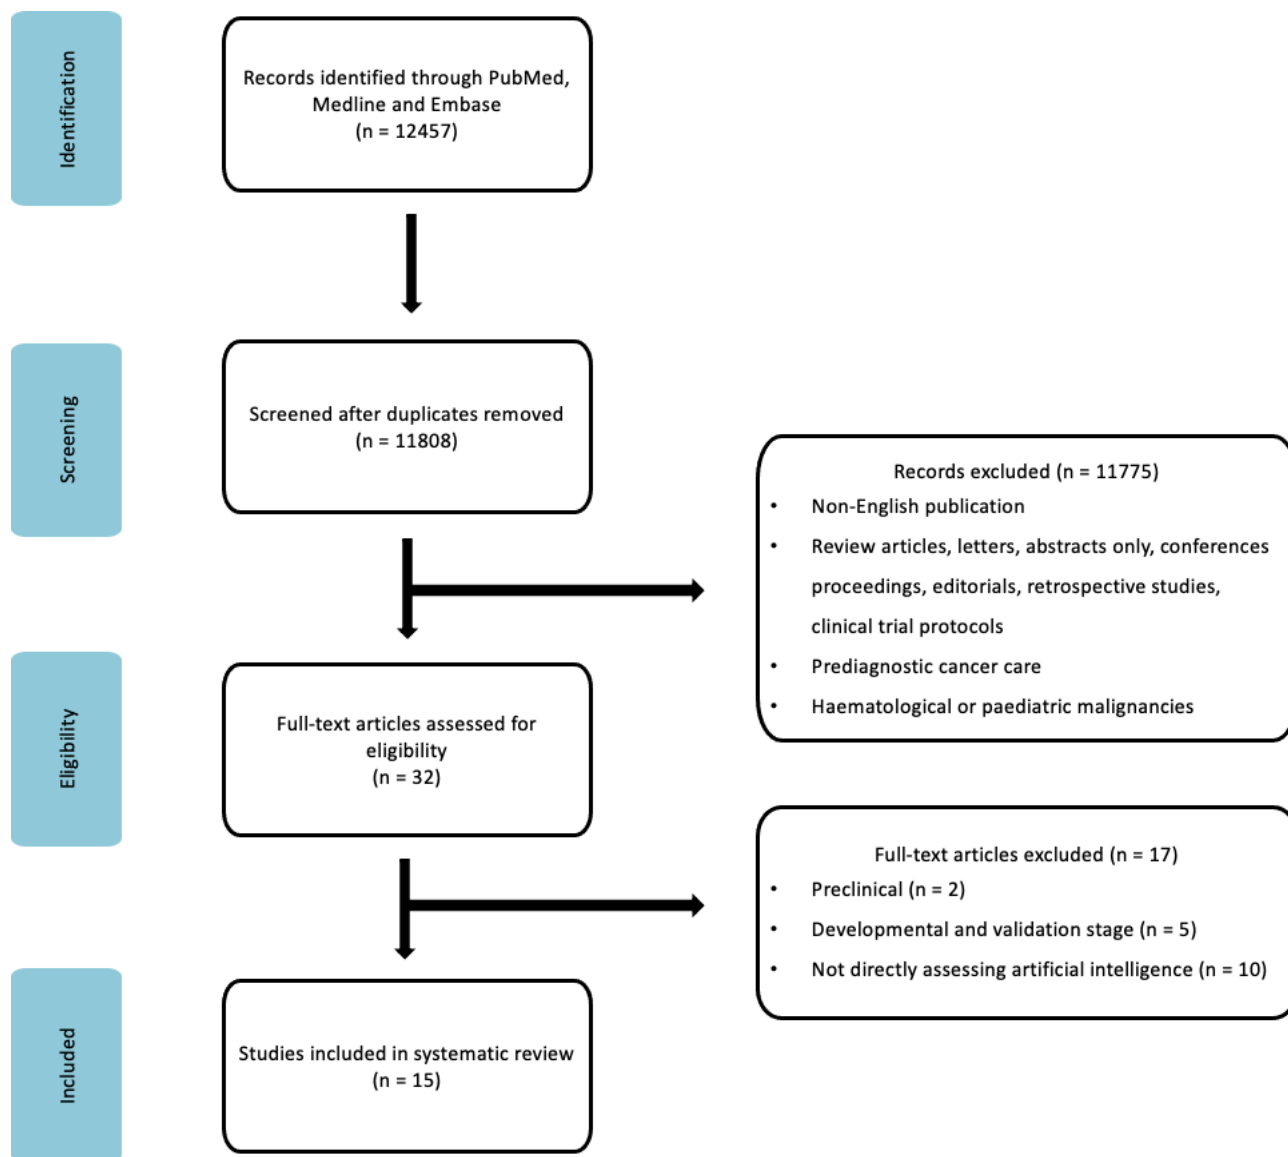 Identification
Records identified through PubMed,
Medline and Embase
(n = 12457)
Screening
Screened after duplicates removed
(n = 11808)
Records excluded (n = 11775)
• Non-English publication
• Review articles, letters, abstracts only, conferences
proceedings, editorials, retrospective studies,
clinical trial protocols
• Prediagnostic cancer care
• Haematological or paediatric malignancies
Eligibility
Full-text articles assessed for
eligibility
(n = 32)
Full-text articles excluded (n = 17)
• Preclinical (n = 2)
• Developmental and validation stage (n = 5)
• Not directly assessing artificial intelligence (n = 10)
Included
Studies included in systematic review
(n = 15)